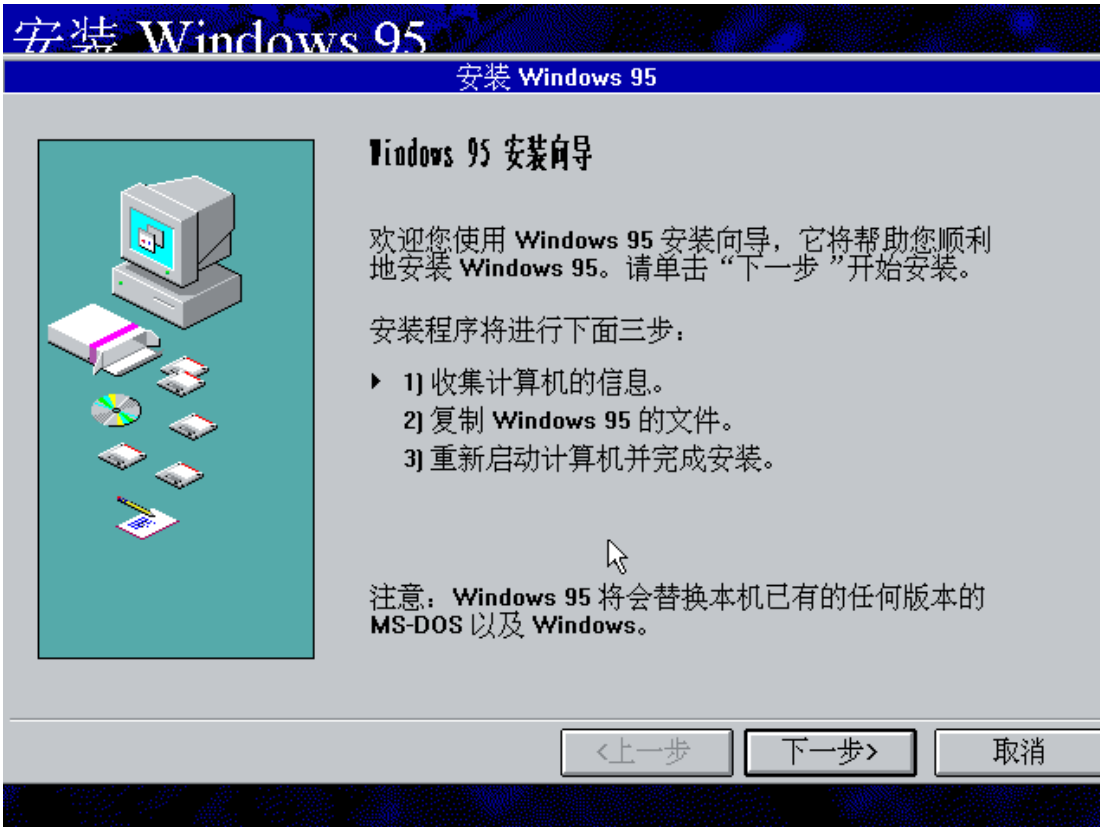 安装 Windows 95
安装 Windows 95
Windows 95 安装向导
欢迎您使用 Windows 95 安装向导，它将帮助您顺利
地安装 Windows 95。请单击“下一步 ”开始安装。
安装程序将进行下面三步：
1) 收集计算机的信息。
2) 复制 Windows 95 的文件。
3) 重新启动计算机并完成安装。
注意：Windows 95 将会替换本机已有的任何版本的
MS-DOS 以及 Windows。
<上一步
下一步>
取消